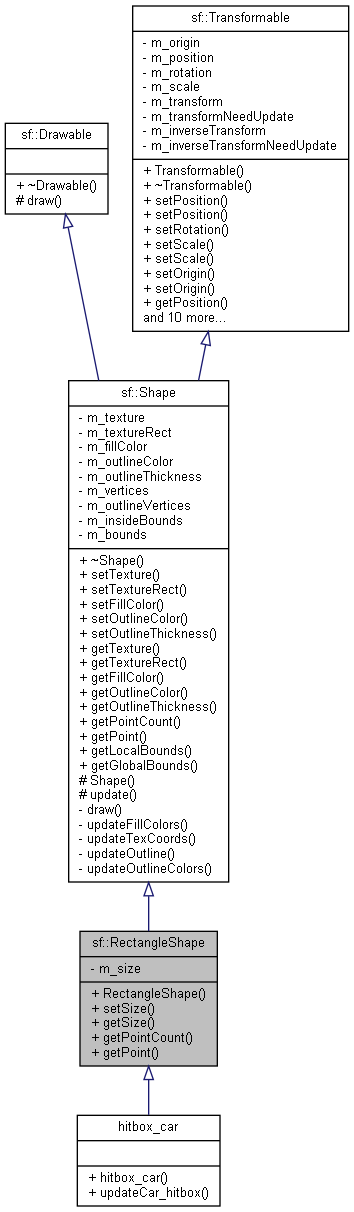 sf::Transformable
- m_origin
- m_position
- m_rotation
- m_scale
- m_transform
- m_transformNeedUpdate
- m_inverseTransform
- m_inverseTransformNeedUpdate
+ Transformable()
+ ~Transformable()
+ setPosition()
+ setPosition()
+ setRotation()
+ setScale()
+ setScale()
+ setOrigin()
+ setOrigin()
+ getPosition()
and 10 more...
sf::Drawable
+ ~Drawable()
# draw()
sf::Shape
- m_texture
- m_textureRect
- m_fillColor
- m_outlineColor
- m_outlineThickness
- m_vertices
- m_outlineVertices
- m_insideBounds
- m_bounds
+ ~Shape()
+ setTexture()
+ setTextureRect()
+ setFillColor()
+ setOutlineColor()
+ setOutlineThickness()
+ getTexture()
+ getTextureRect()
+ getFillColor()
+ getOutlineColor()
+ getOutlineThickness()
+ getPointCount()
+ getPoint()
+ getLocalBounds()
+ getGlobalBounds()
# Shape()
# update()
- draw()
- updateFillColors()
- updateTexCoords()
- updateOutline()
- updateOutlineColors()
sf::RectangleShape
- m_size
+ RectangleShape()
+ setSize()
+ getSize()
+ getPointCount()
+ getPoint()
hitbox_car
+ hitbox_car()
+ updateCar_hitbox()